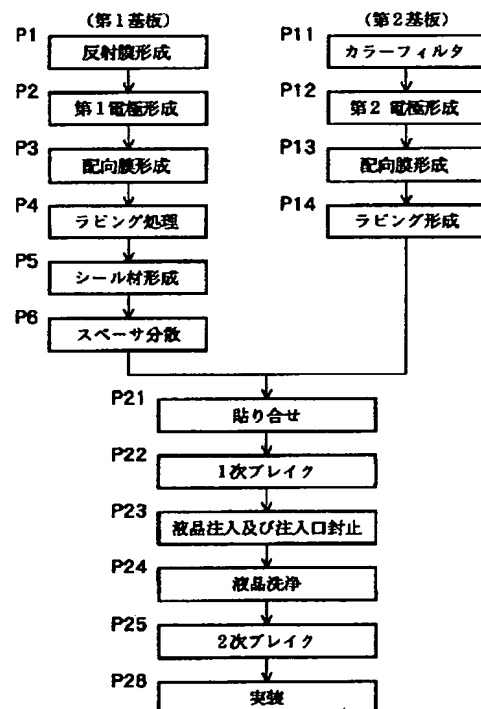 (第1基板)
P1 反射膜形成
P2 第1電極形成
P3 配向膜形成
P4 ラビング処理
P5 シール材形成
P6 スペーサ分散
(第2基板)
P11 カラーフィルタ
P12 第2 電極形成
P13 配向膜形成
P14 ラビング形成
P21 貼り合せ
P22 1次ブレイク
P23 液晶注入及び注入口封止
P24 液晶洗浄
P25 2次ブレイク
P28 実装